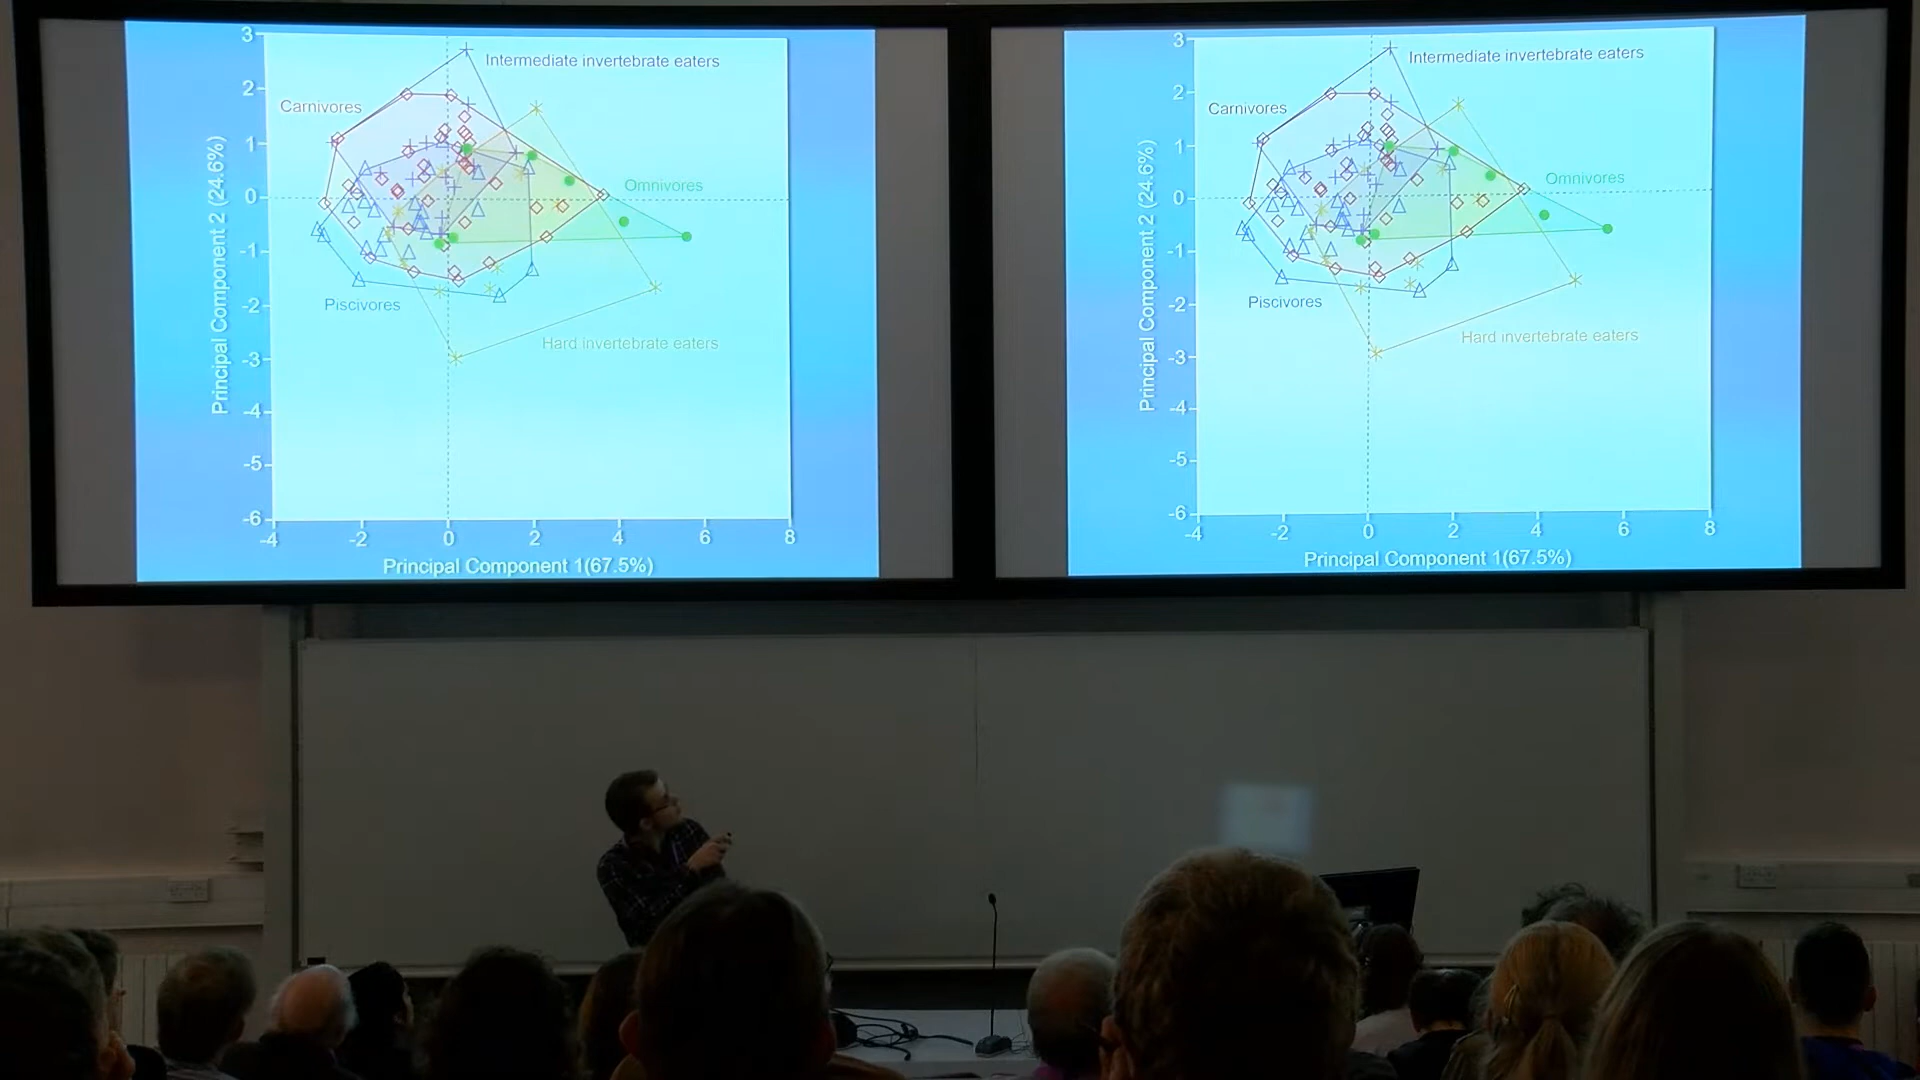 3
Intermediate invertebrate eaters
2
Carnivores
1
Omnivores
0
-1
Piscivores
-2
Hard invertebrate eaters
-3
-4
-5
-6
-4 -2 0 2 4 6 8
Principal Component 2 (24.6%)
Principal Component 1(67.5%)
3
Intermediate invertebrate eaters
2
Carnivores
1
Omnivores
0
-1
Piscivores
-2
Hard invertebrate eaters
-3
-4
-5
-6
-4 -2 0 2 4 6 8
Principal Component 2 (24.6%)
Principal Component 1(67.5%)